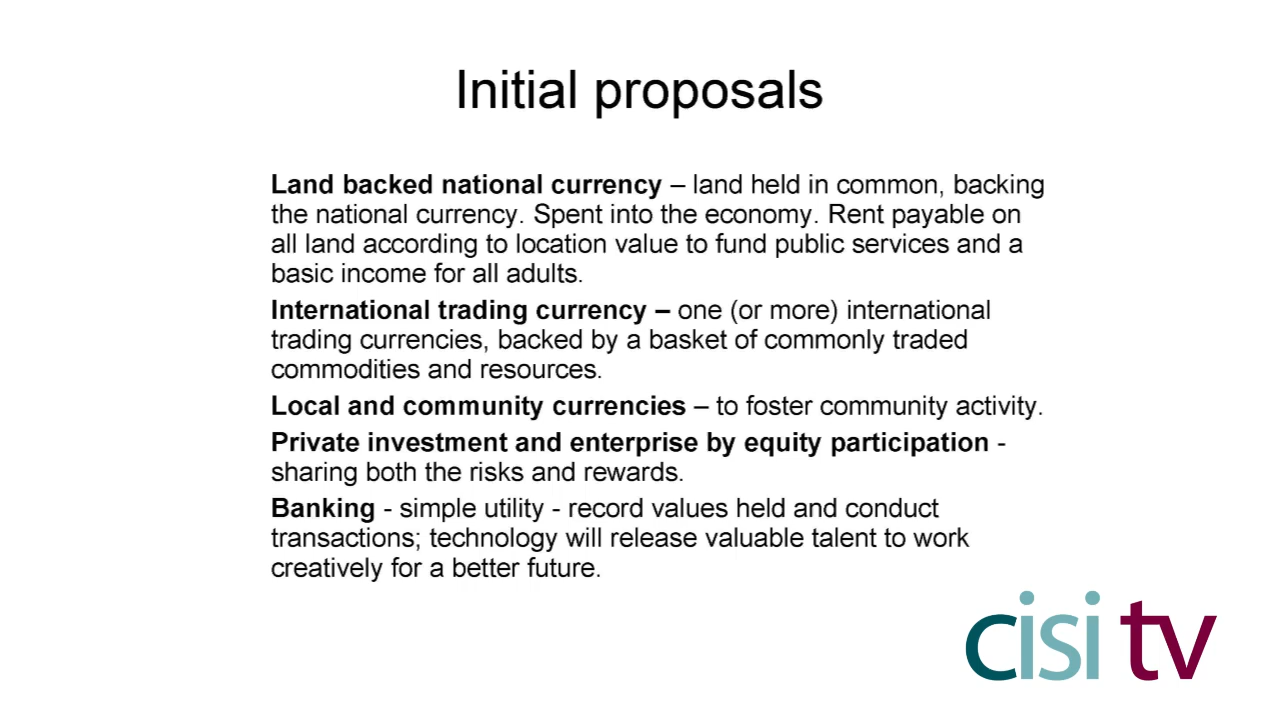 Initial proposals
Land backed national currency – land held in common, backing
the national currency. Spent into the economy. Rent payable on
all land according to location value to fund public services and a
basic income for all adults.
International trading currency – one (or more) international
trading currencies, backed by a basket of commonly traded
commodities and resources.
Local and community currencies – to foster community activity.
Private investment and enterprise by equity participation -
sharing both the risks and rewards.
Banking - simple utility - record values held and conduct
transactions; technology will release valuable talent to work
creatively for a better future.
cisi tv